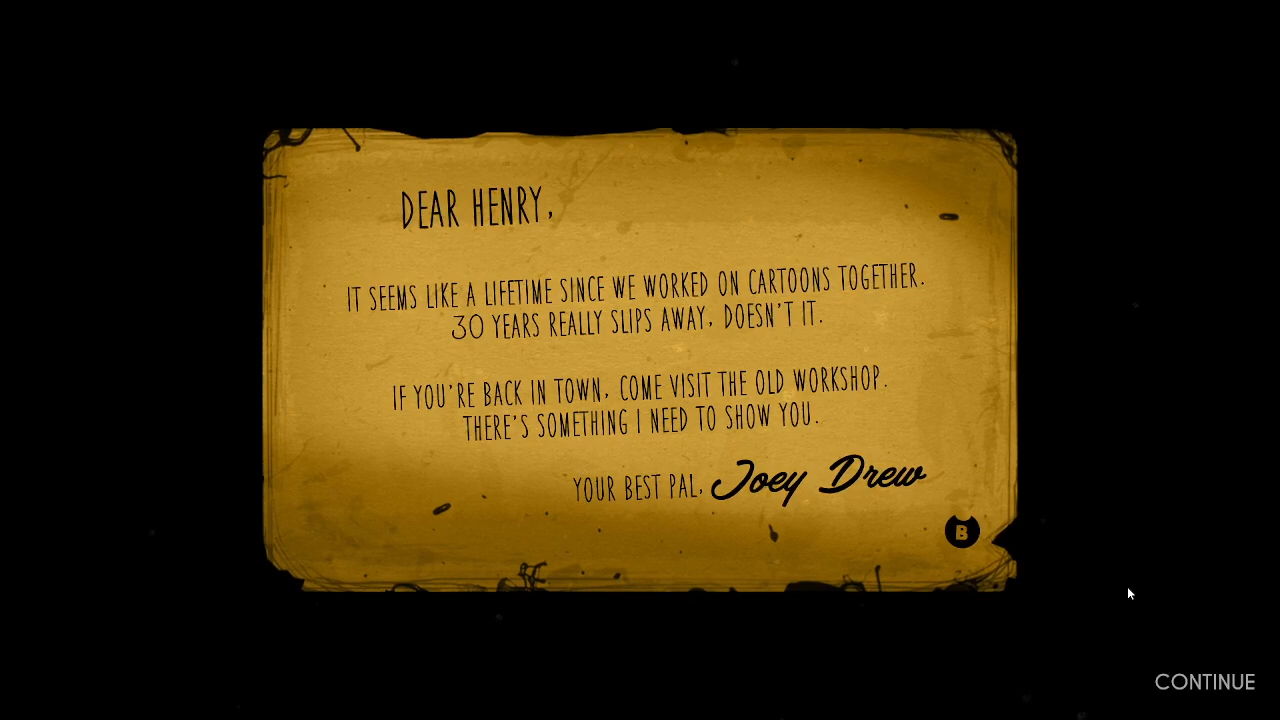 DEAR HENRY,
IT SEEMS LIKE A LIFETIME SINCE WE WORKED ON CARTOONS TOGETHER.
30 YEARS REALLY SLIPS AWAY, DOESN'T IT.
IF YOU'RE BACK IN TOWN, COME VISIT THE OLD WORKSHOP.
THERE'S SOMETHING I NEED TO SHOW YOU.
YOUR BEST PAL, Joey Drew
B
CONTINUE